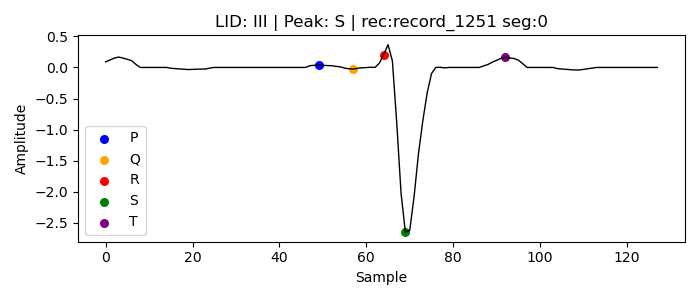 LID: III | Peak: S | rec:record_1251 seg:0
Amplitude
0.5
0.0
−0.5
−1.0
−1.5
−2.0
−2.5
P
Q
R
S
T
0 20 40 60 80 100 120
Sample